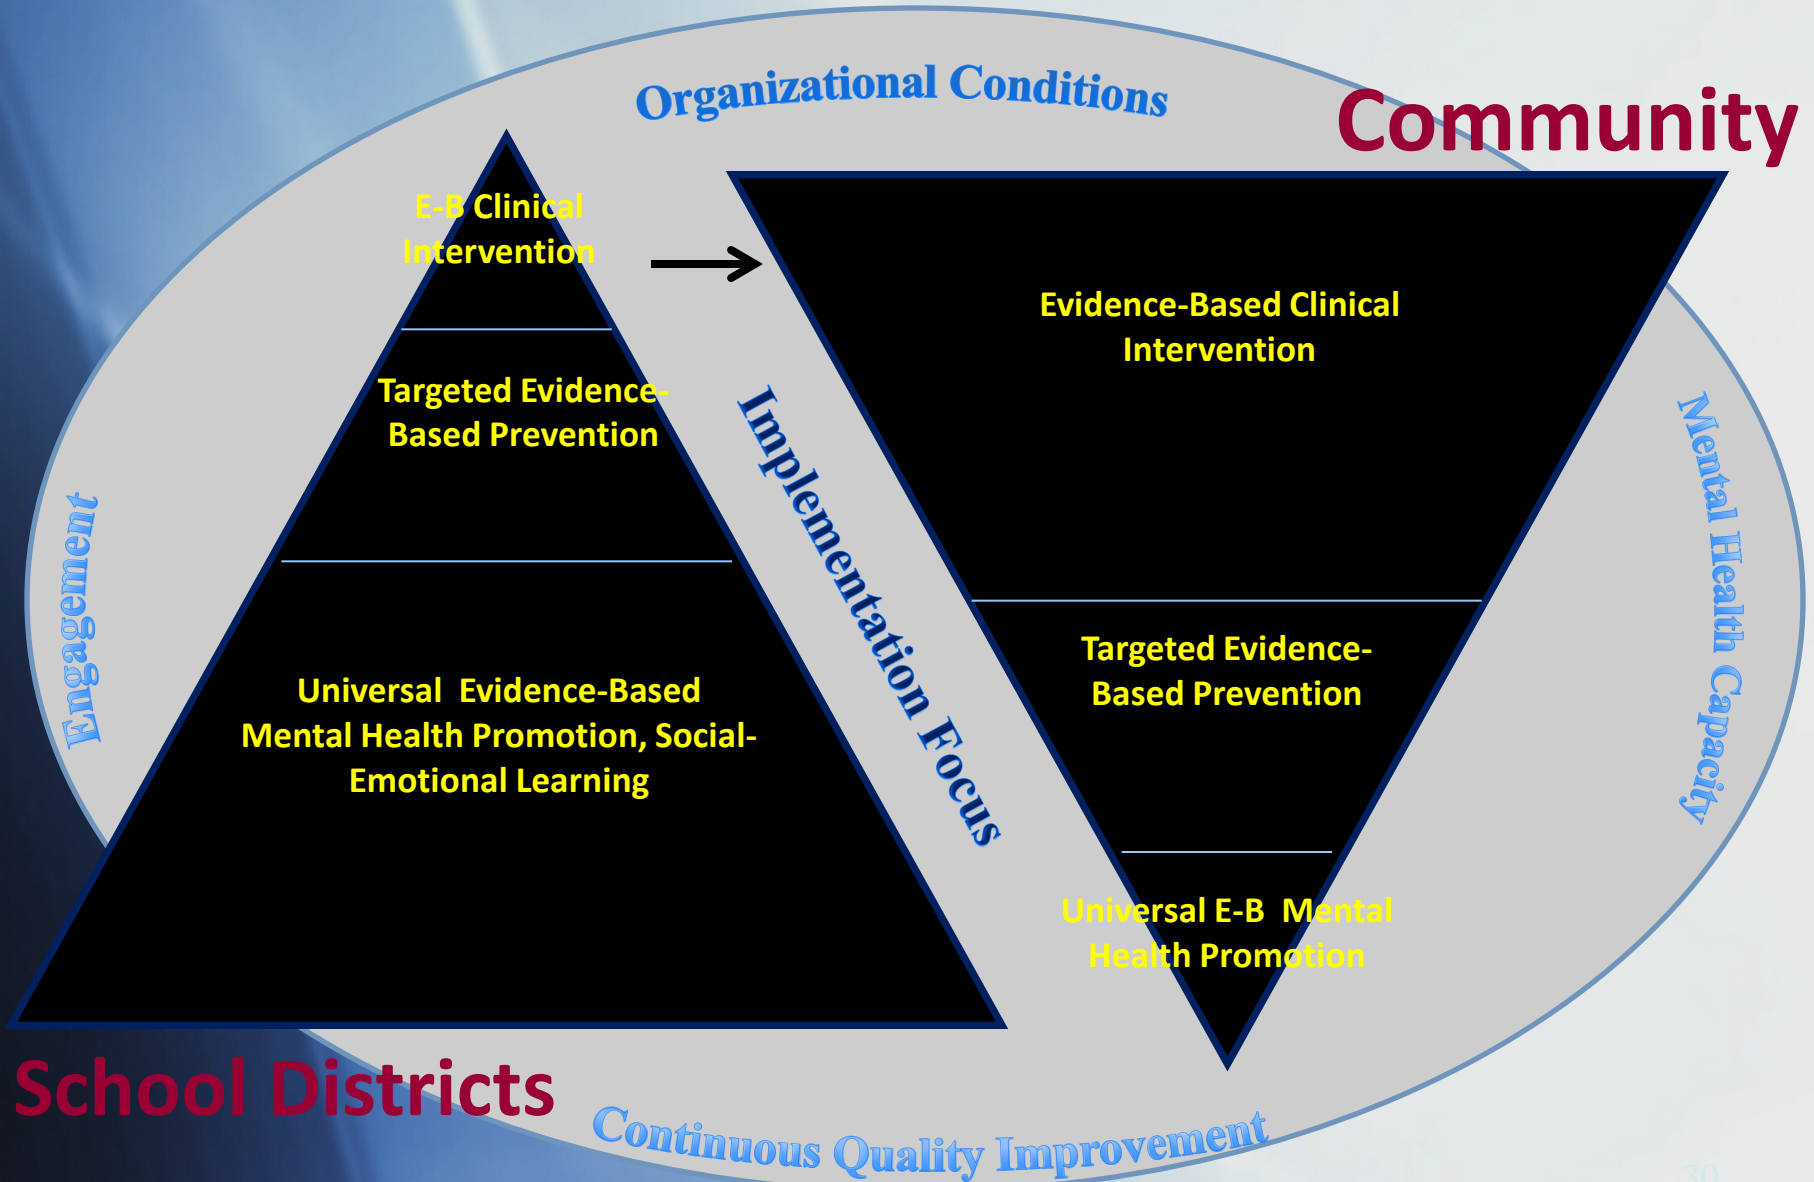 Organizational Conditions
Community
E-B Clinical
Intervention
Targeted Evidence-
Based Prevention
Universal  Evidence-Based
Mental Health Promotion, Social-
Emotional Learning
Engagement
Implementation Focus
Evidence-Based Clinical
Intervention
Targeted Evidence-
Based Prevention
Universal E-B  Mental
Health Promotion
Mental Health Capacity
School Districts
Continuous Quality Improvement
30